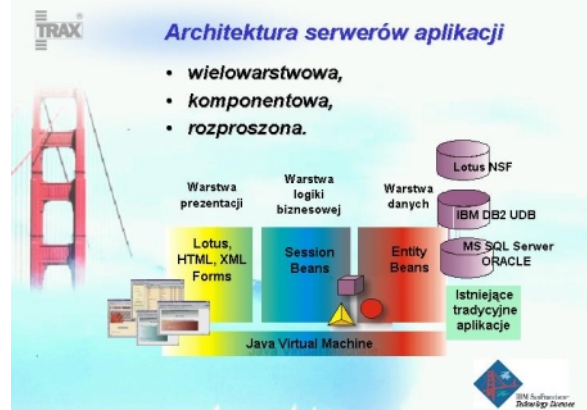 TRAX
Architektura serwerów aplikacji
• wielowarstwowa,
• komponentowa,
• rozproszona.
Warstwa
prezentacji
Warstwa
logiki
biznesowej
Warstwa
danych
Lotus NSF
IBM DB2 UDB
MS SQL Serwer
ORACLE
Lotus,
HTML, XML
Forms
Session
Beans
Entity
Beans
Istniejące
tradycyjne
aplikacje
Java Virtual Machine
IBM SanFrancisco
Technology Licensee